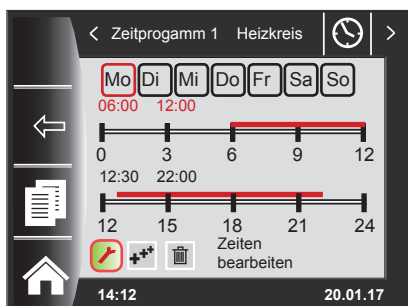 < Zeitprogamm 1 Heizkreis >
Mo Di Mi Do Fr Sa So
06:00 12:00
0 3 6 9 12
12:30 22:00
12 15 18 21 24
Zeiten
bearbeiten
14:12 20.01.17